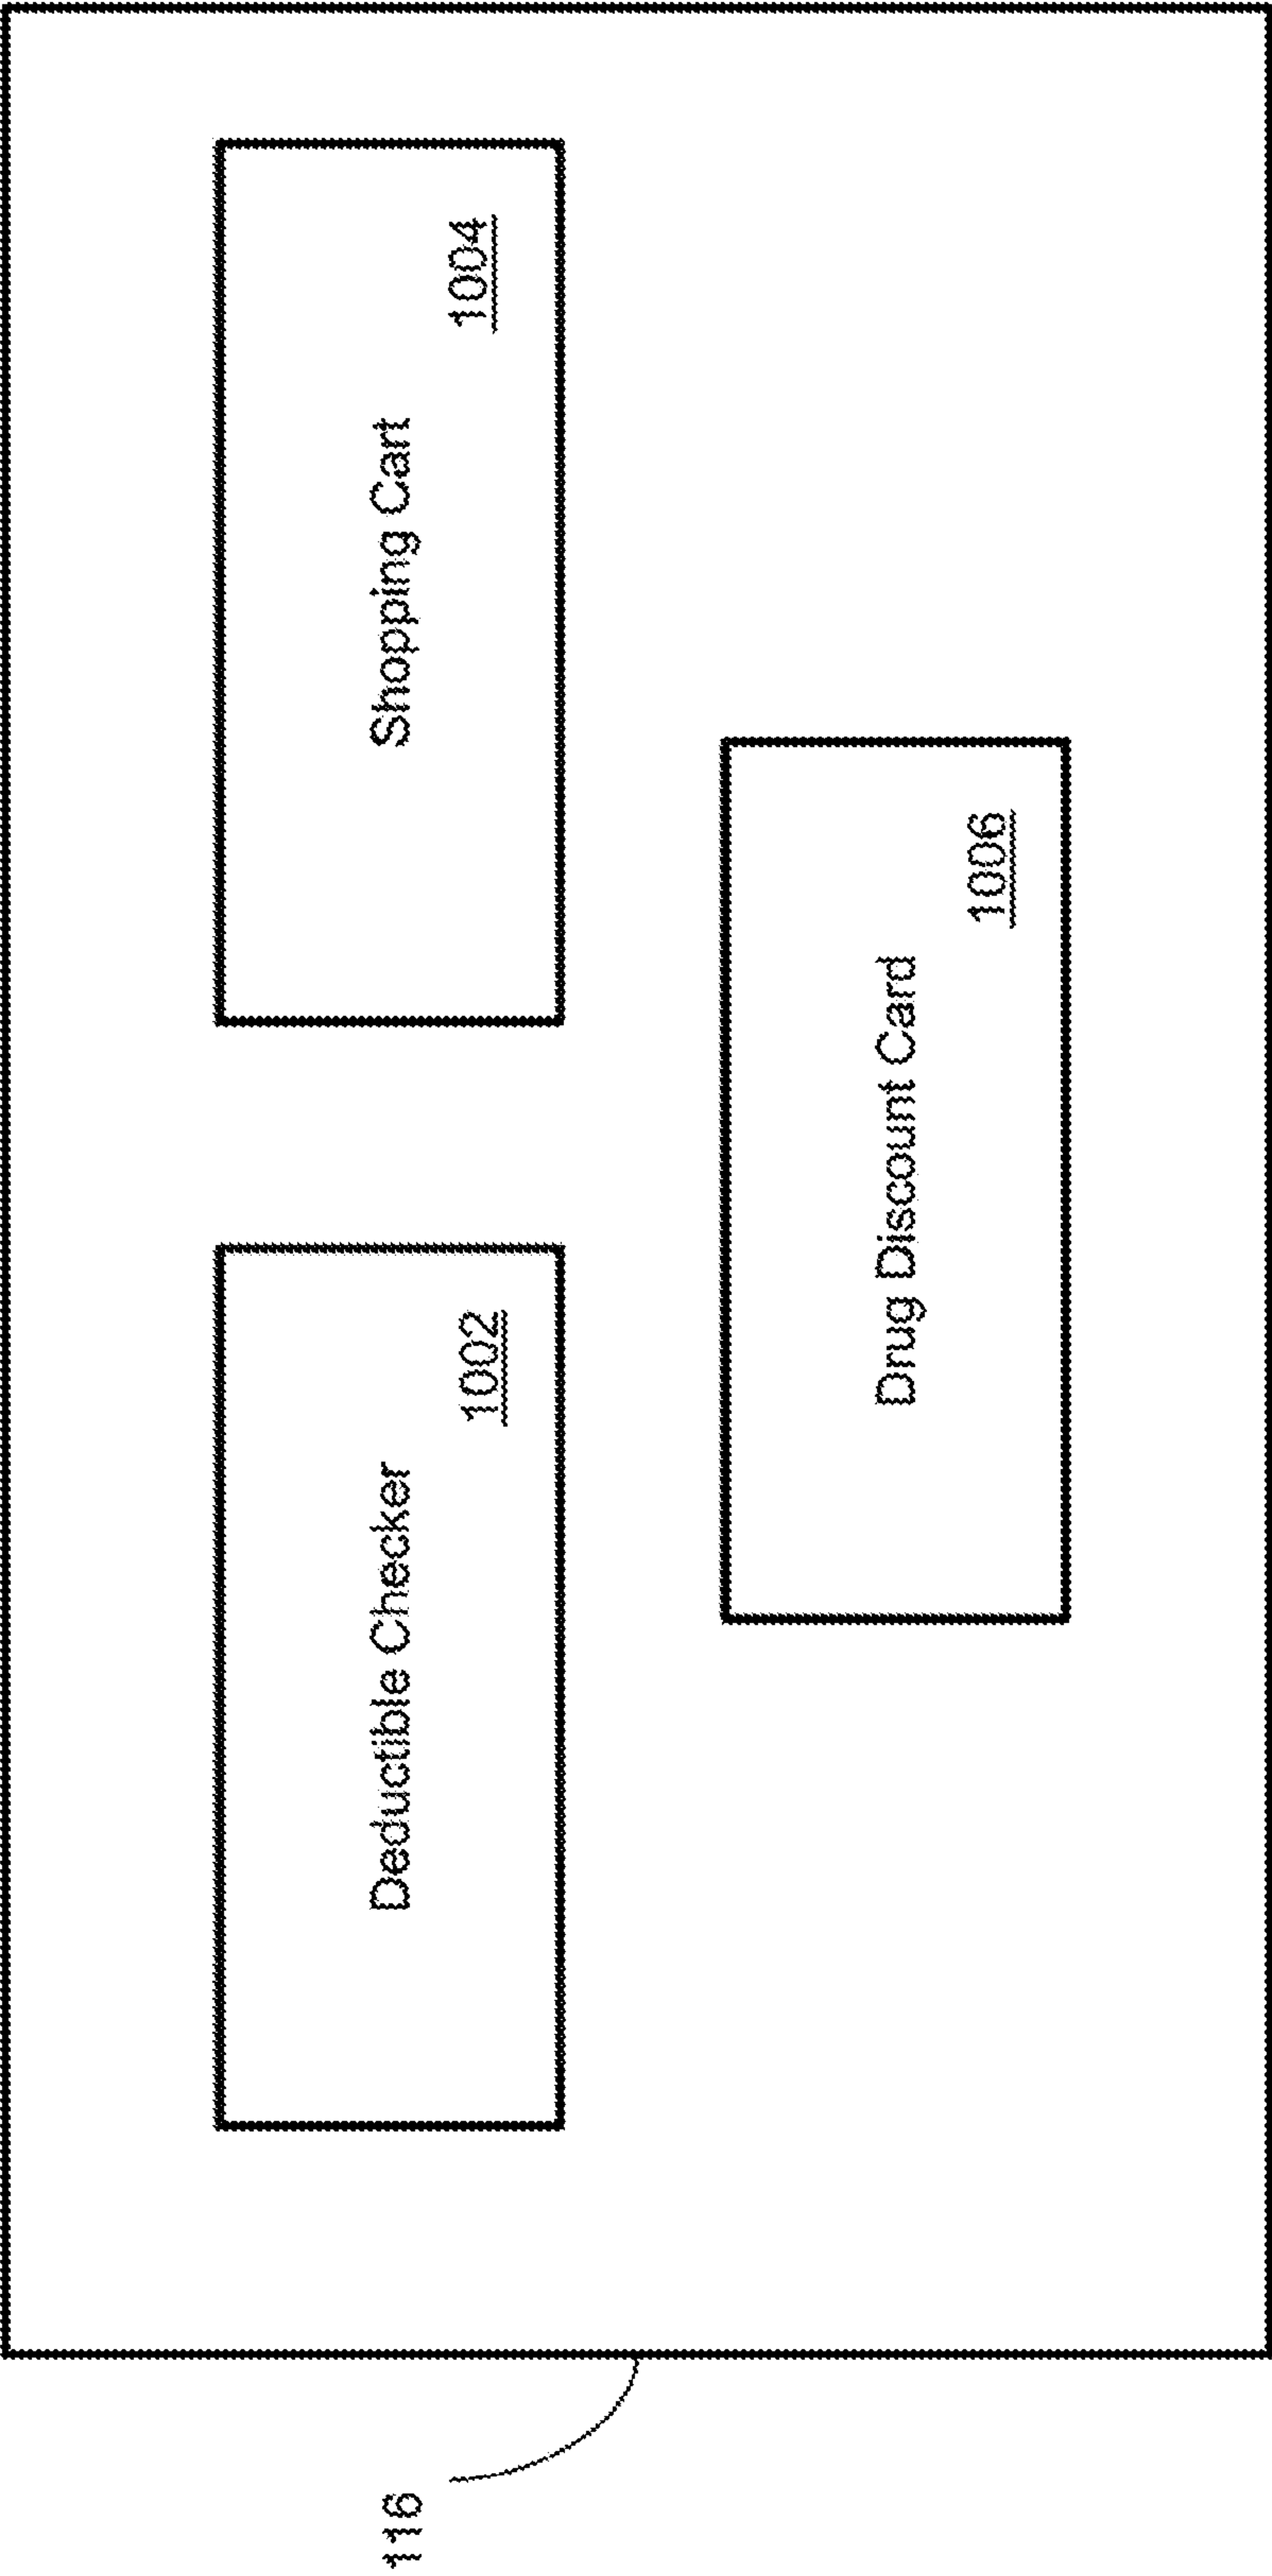 116
Deductible Checker
1002
Shopping Cart
1004
Drug Discount Card
1006